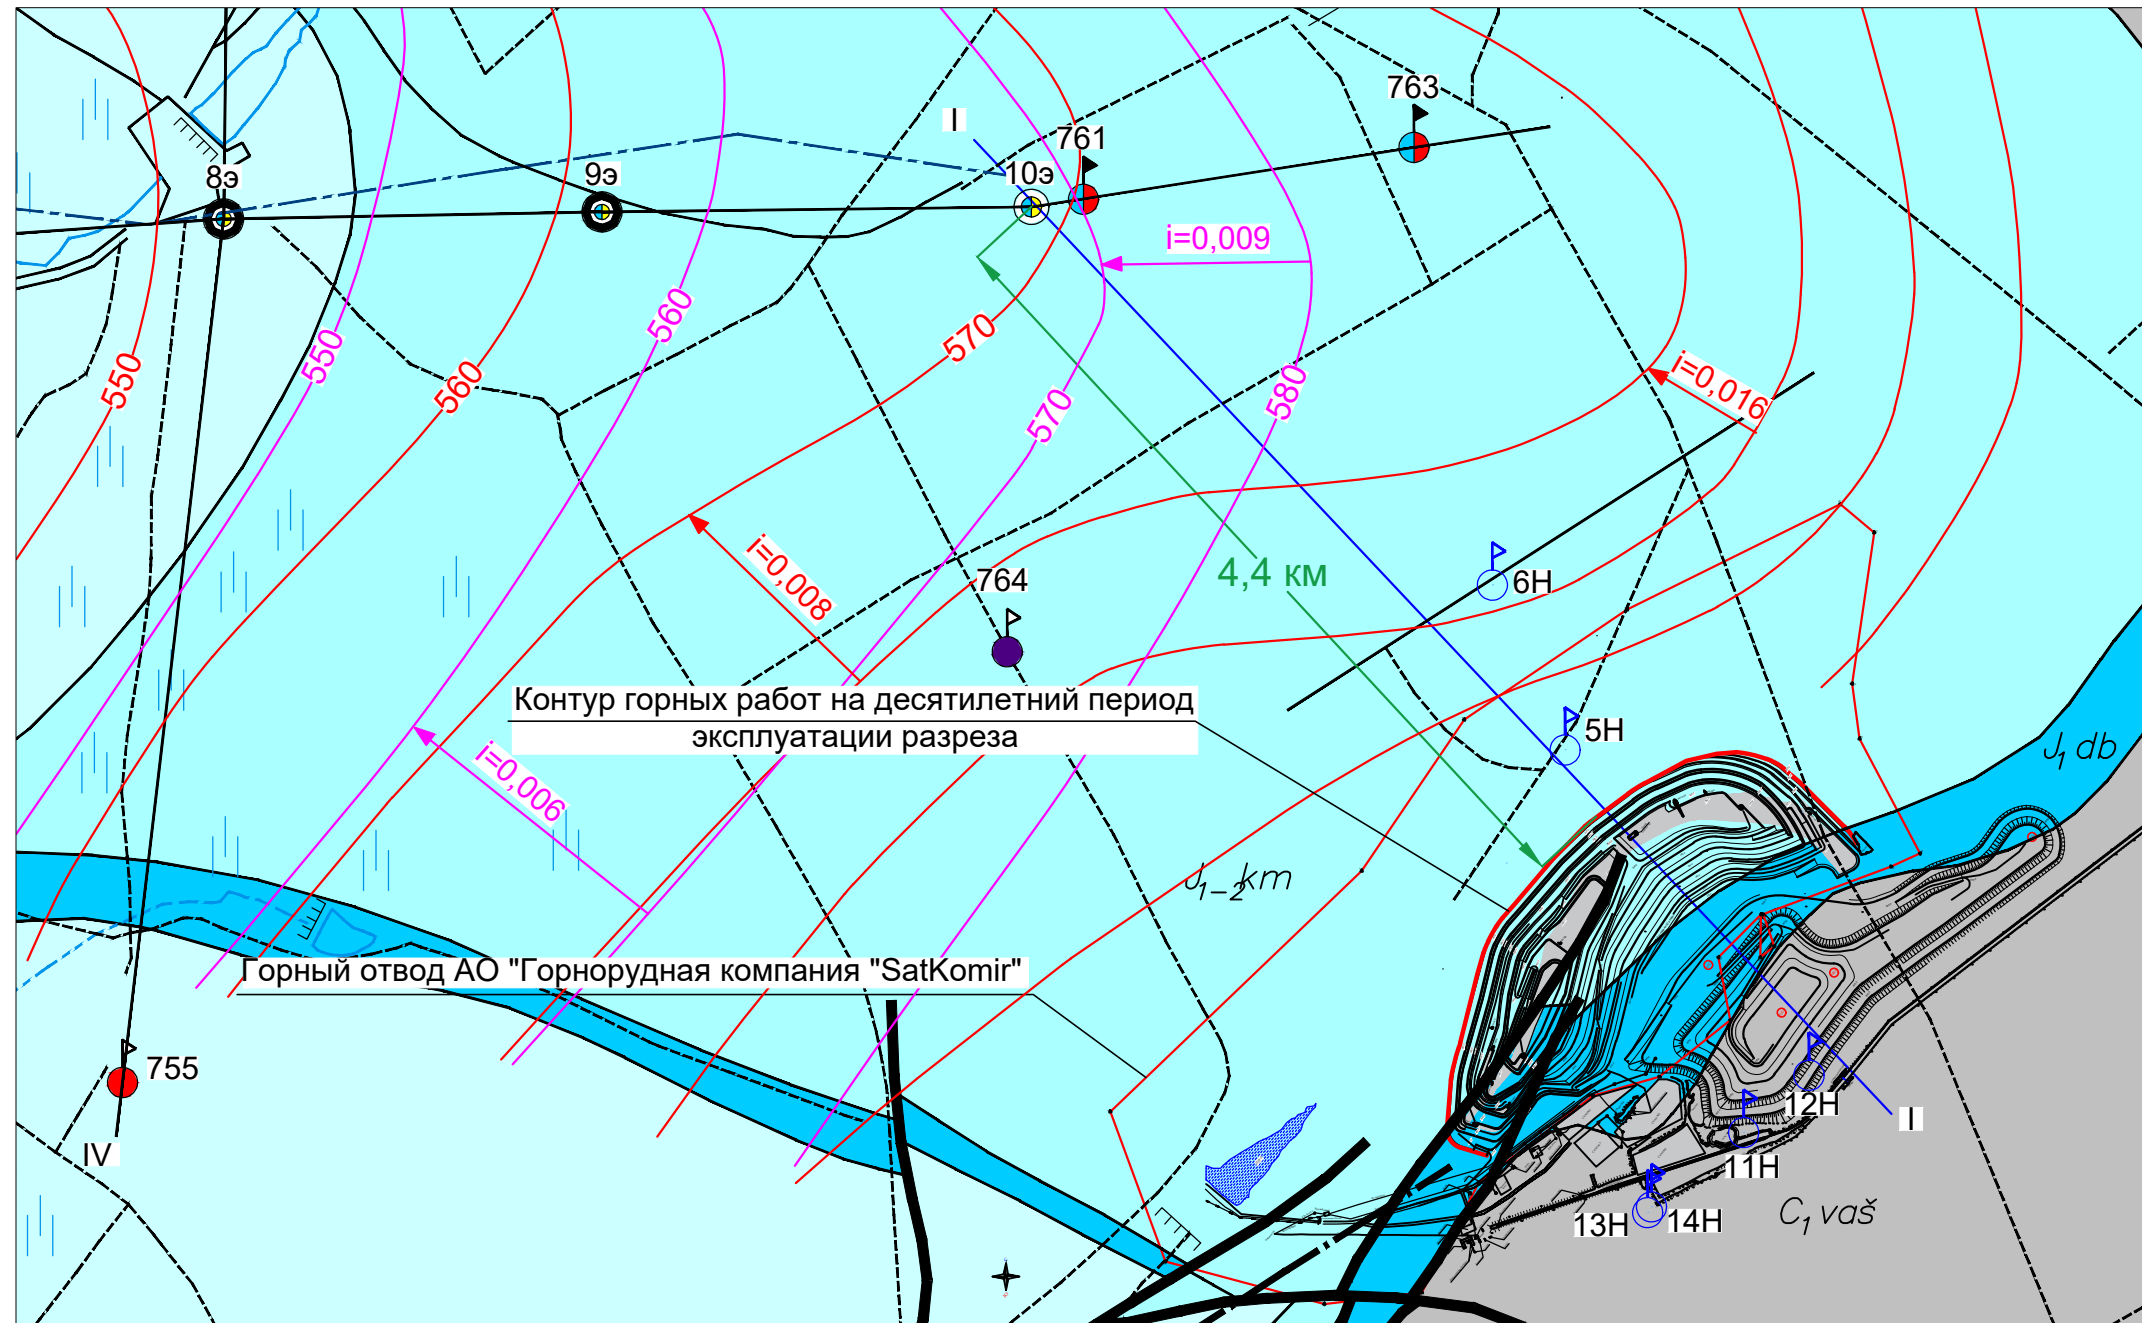 763
I
761
8э
9э
10э
i=0,009
550
560
570
550
560
570
580
i=0,016
4,4 км
6Н
i=0,008
764
Контур горных работ на десятилетний период
эксплуатации разреза
5Н
J₁ db
i=0,006
J₁₋₂km
Горный отвод АО "Горнорудная компания "SatKomir"
755
IV
12Н
I
11Н
13Н
14Н
C₁ vaš